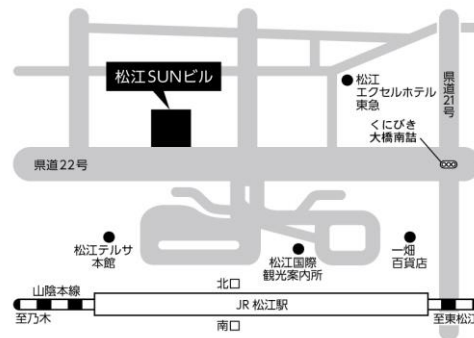 松江SUNビル
松江
エクセルホテル
東急
県道21号
くにびき
大橋南詰
県道22号
松江テルサ
本館
松江国際
観光案内所
一畑
百貨店
山陰本線
北口
JR 松江駅
至乃木
南口
至東松江